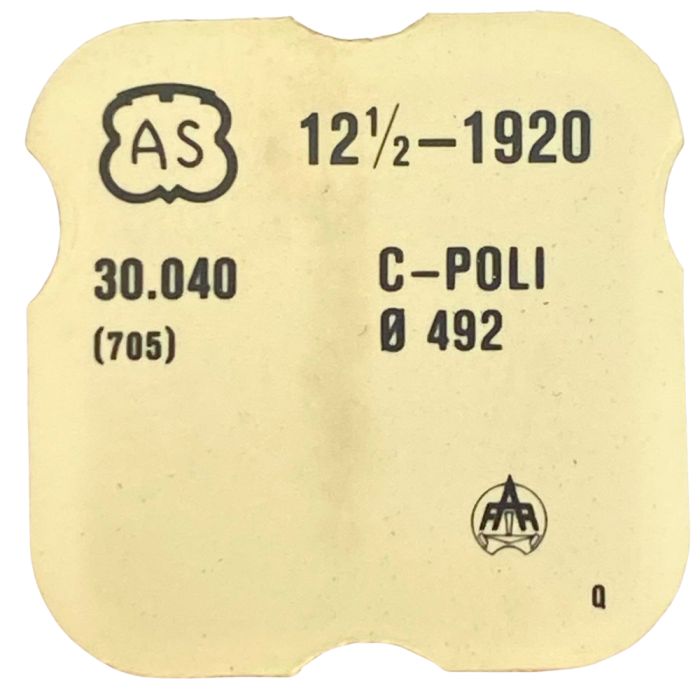 AS 12½–1920
30.040 C–POLI
(705) Ø 492
Q